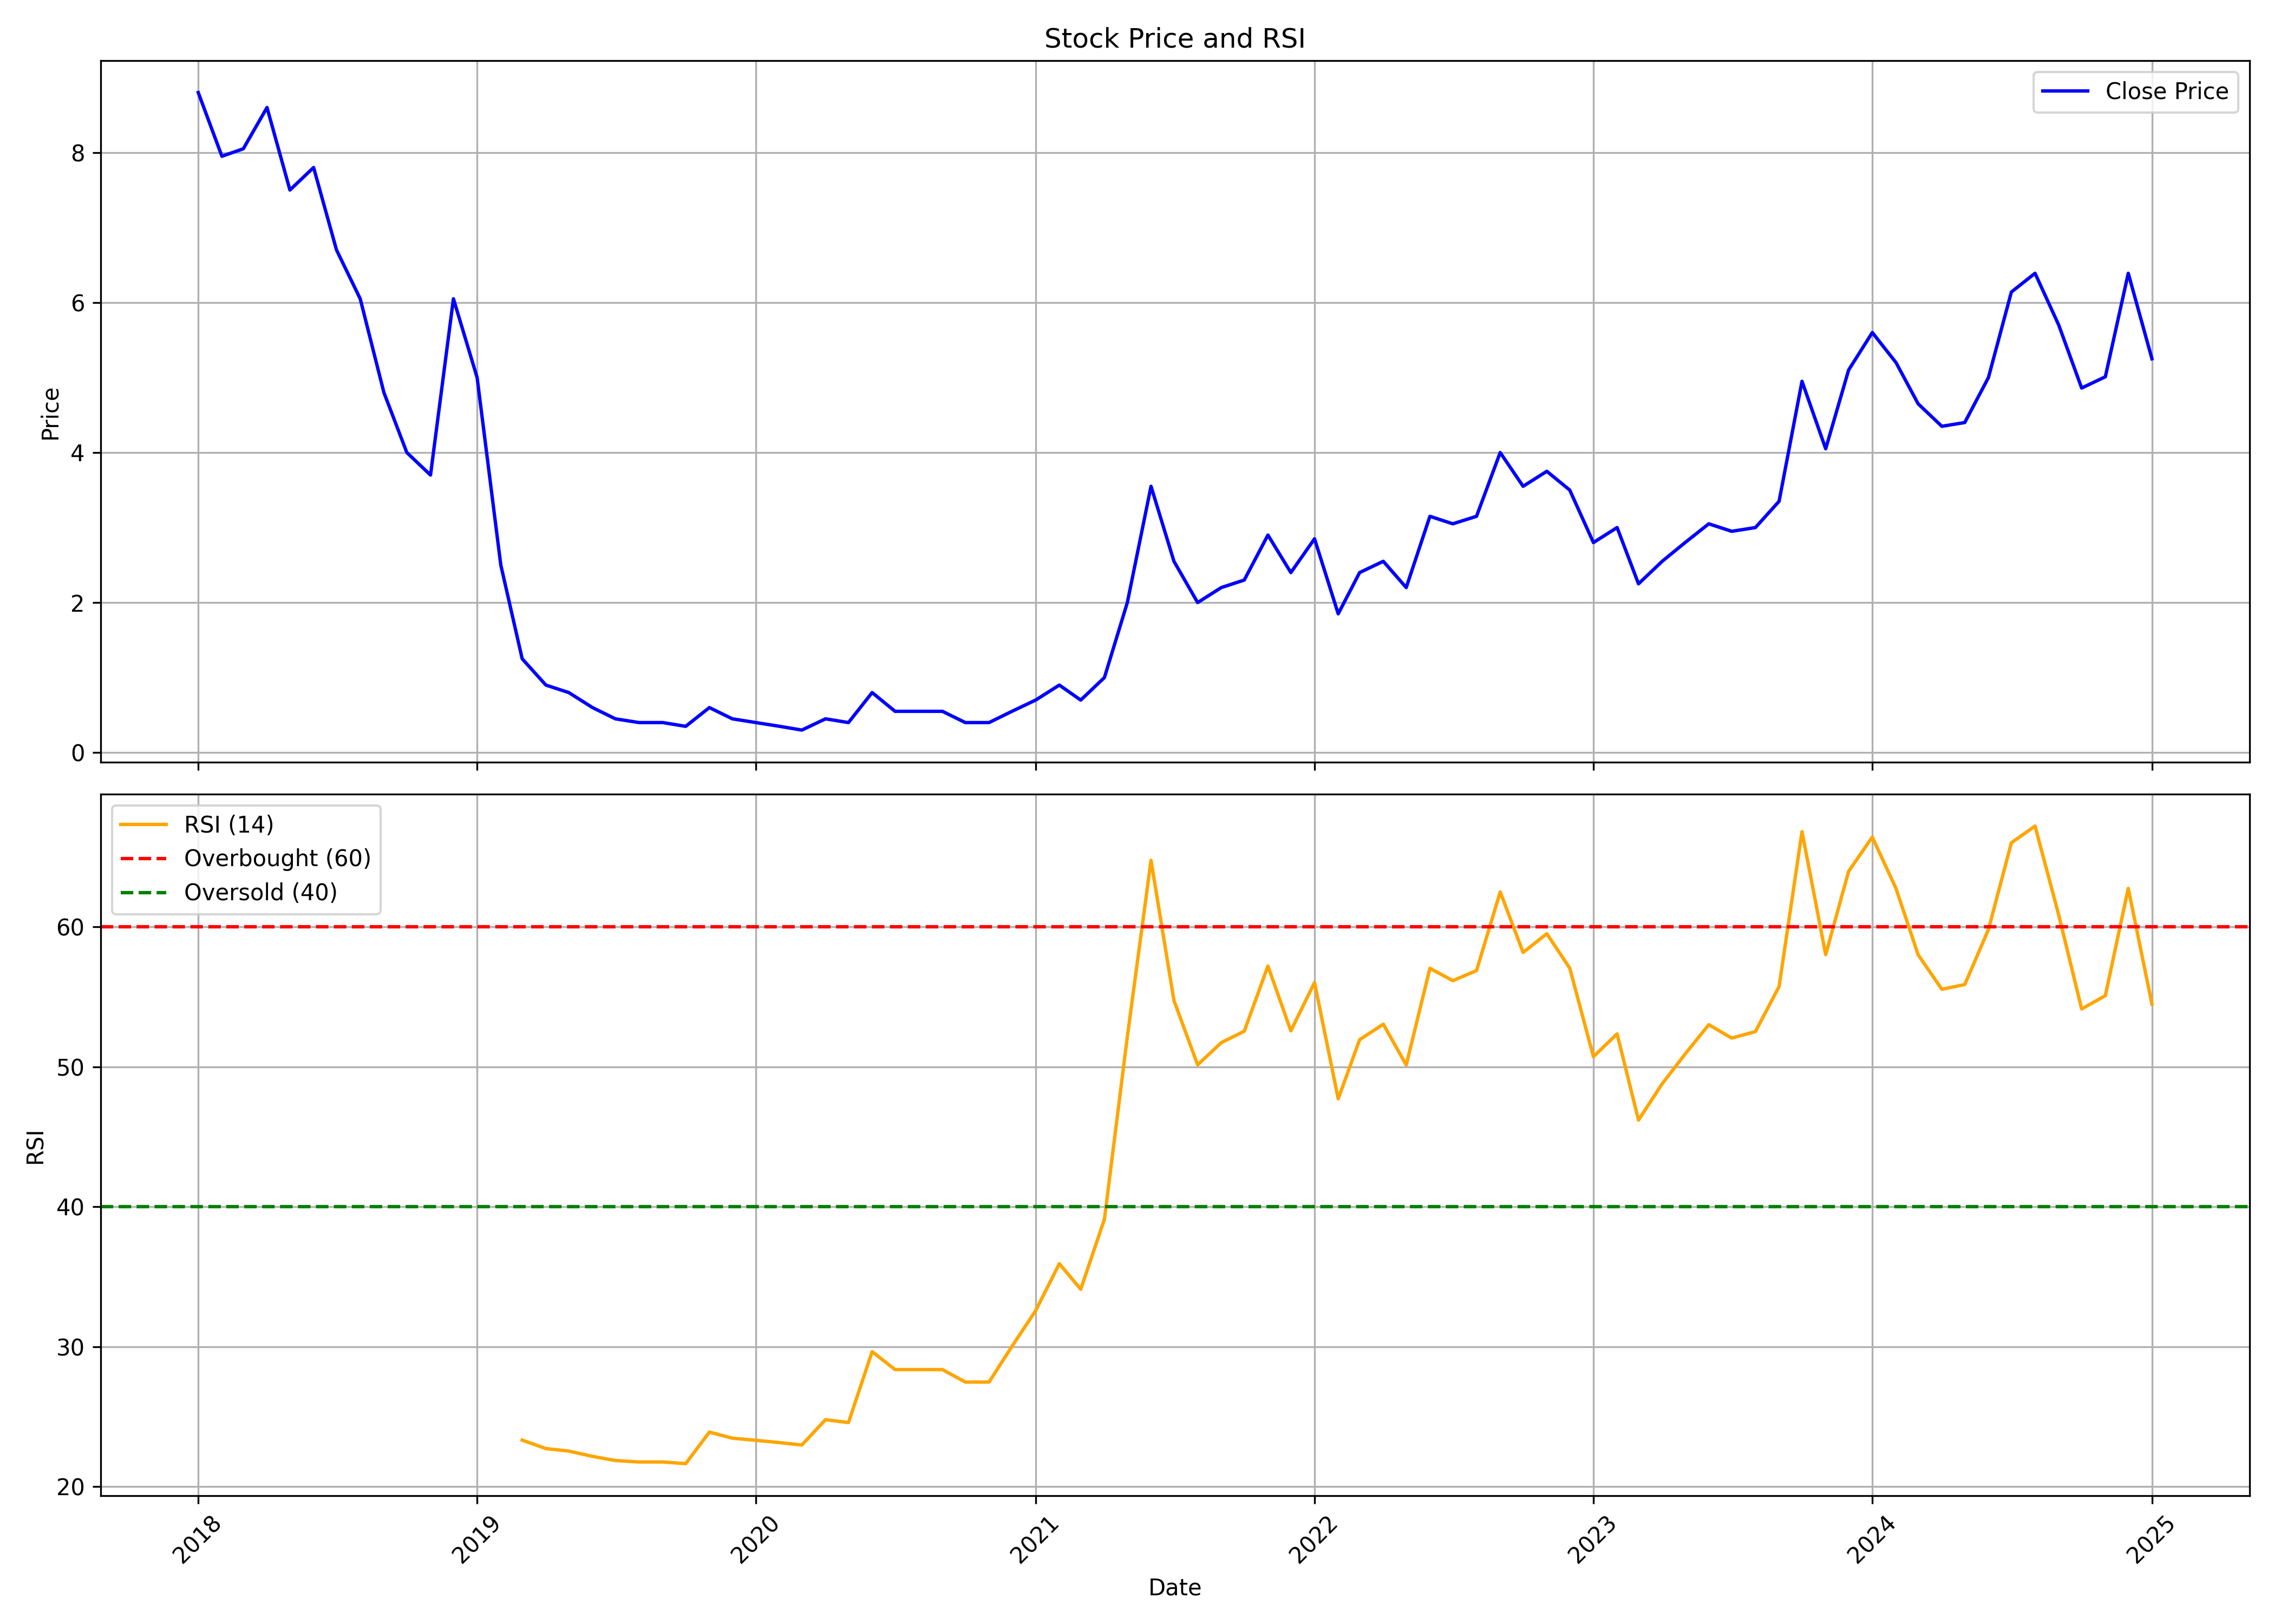 Stock Price and RSI
Close Price
Price
8
6
4
2
0
RSI (14)
Overbought (60)
Oversold (40)
RSI
60
50
40
30
20
2018
2019
2020
2021
2022
2023
2024
2025
Date